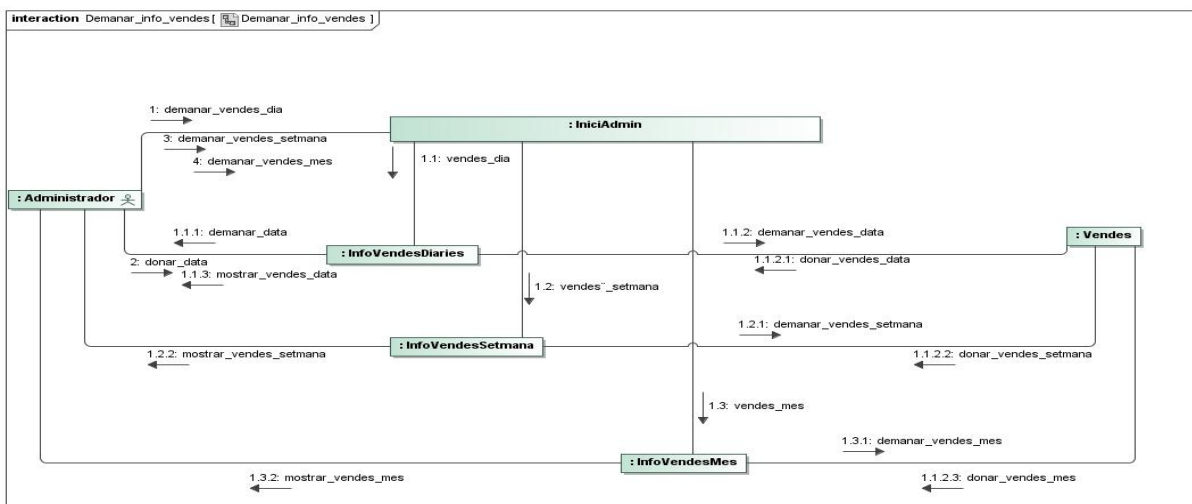 interaction Demanar_info_vendes [ Demanar_info_vendes ]
1: demanar_vendes_dia
: IniciAdmin
3: demanar_vendes_setmana
4: demanar_vendes_mes
1.1: vendes_dia
: Administrador
1.1.1: demanar_data
1.1.2: demanar_vendes_data
: Vendes
: InfoVendesDiaries
2: donar_data
1.1.3: mostrar_vendes_data
1.1.2.1: donar_vendes_data
1.2: vendes¨_setmana
1.2.1: demanar_vendes_setmana
: InfoVendesSetmana
1.2.2: mostrar_vendes_setmana
1.1.2.2: donar_vendes_setmana
1.3: vendes_mes
1.3.1: demanar_vendes_mes
: InfoVendesMes
1.3.2: mostrar_vendes_mes
1.1.2.3: donar_vendes_mes